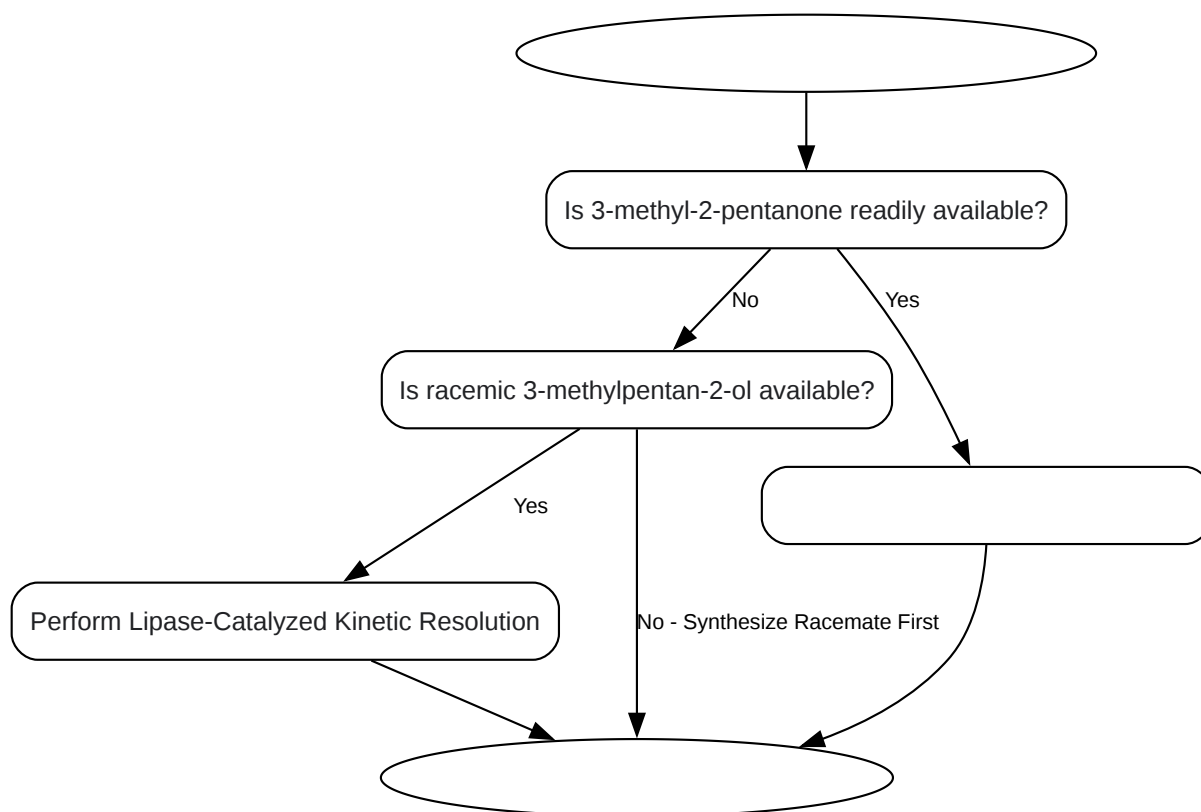 Is 3-methyl-2-pentanone readily available?
No
Yes
Is racemic 3-methylpentan-2-ol available?
Yes
Perform Lipase-Catalyzed Kinetic Resolution
No - Synthesize Racemate First